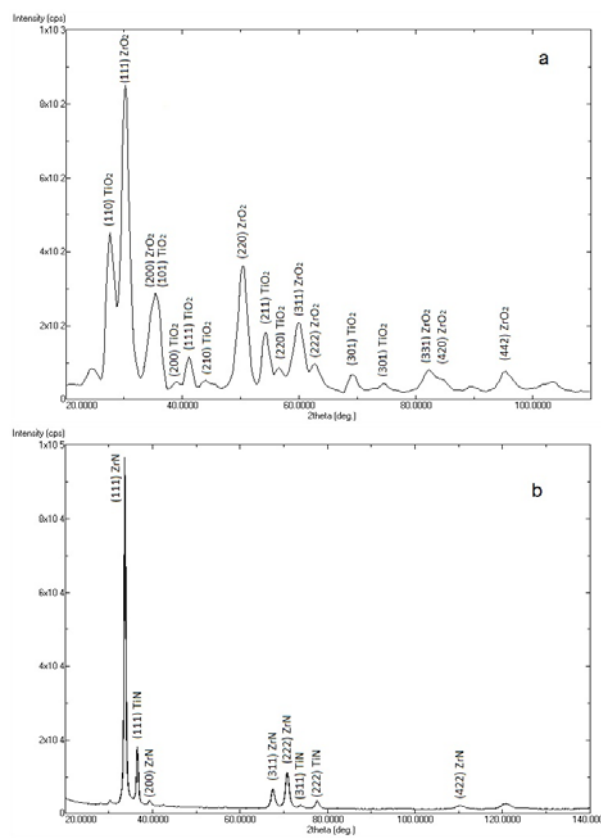 Intensity (cps)
1x10 3
a
(111) ZrO2
8x10 2
6x10 2
(110) TiO2
4x10 2
(200) ZrO2
(101) TiO2
(220) ZrO2
(211) TiO2
(311) ZrO2
2x10 2
(200) TiO2
(111) TiO2
(210) TiO2
(220) TiO2
(222) ZrO2
(301) TiO2
(301) TiO2
(331) ZrO2
(420) ZrO2
(442) ZrO2
0
20.0000 40.0000 60.0000 80.0000 100.0000
2theta [deg.]
Intensity (cps)
1x10 5
b
(111) ZrN
8x10 4
6x10 4
4x10 4
2x10 4
(111) TiN
(200) ZrN
(311) ZrN
(222) ZrN
(311) TiN
(222) TiN
(422) ZrN
0
20.0000 40.0000 60.0000 80.0000 100.0000 120.0000 140.0000
2theta [deg.]